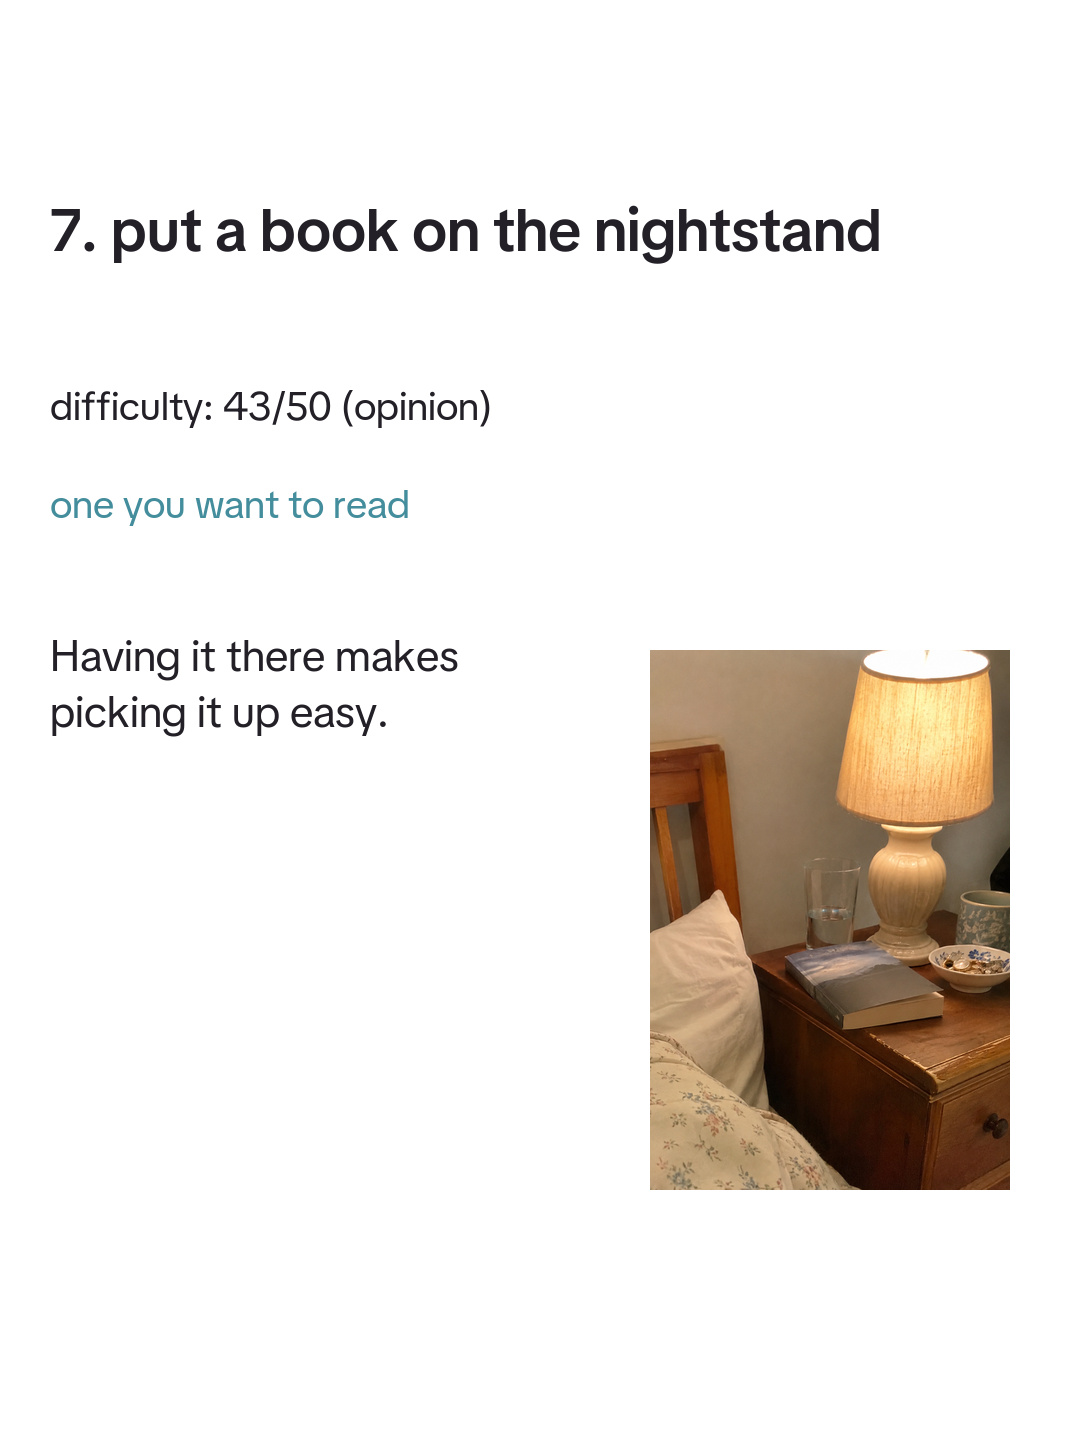 7. put a book on the nightstand
difficulty: 43/50 (opinion)
one you want to read
Having it there makes
picking it up easy.